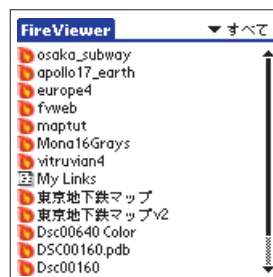 FireViewer
すべて
osaka_subway
apollo17_earth
europe4
fvweb
maptut
Mona16Grays
vitruvian4
My Links
東京地下鉄マップ
東京地下鉄マップv2
Dsc00640 Color
DSC00160.pdb
Dsc00160